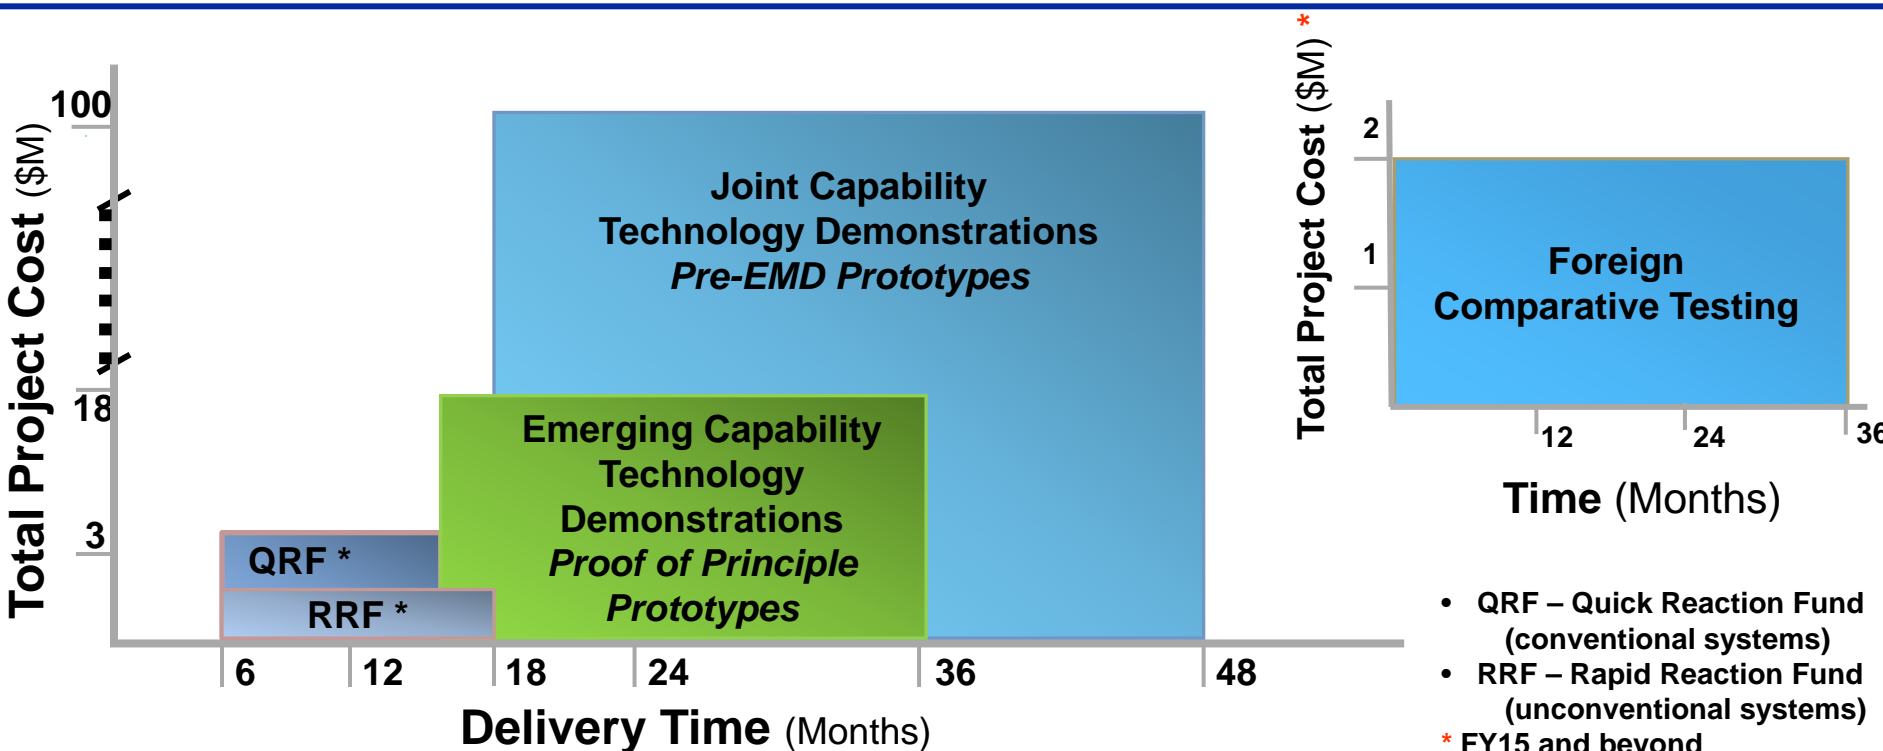 Total Project Cost ($M)
100
18
3
Joint Capability
Technology Demonstrations
Pre-EMD Prototypes
Emerging Capability
Technology
Demonstrations
Proof of Principle
Prototypes
QRF *
RRF *
6
12
18
24
36
48
Delivery Time (Months)
Total Project Cost ($M) *
2
1
Foreign
Comparative Testing
12
24
36
Time (Months)
• QRF – Quick Reaction Fund
(conventional systems)
• RRF – Rapid Reaction Fund
(unconventional systems)
* FY15 and beyond